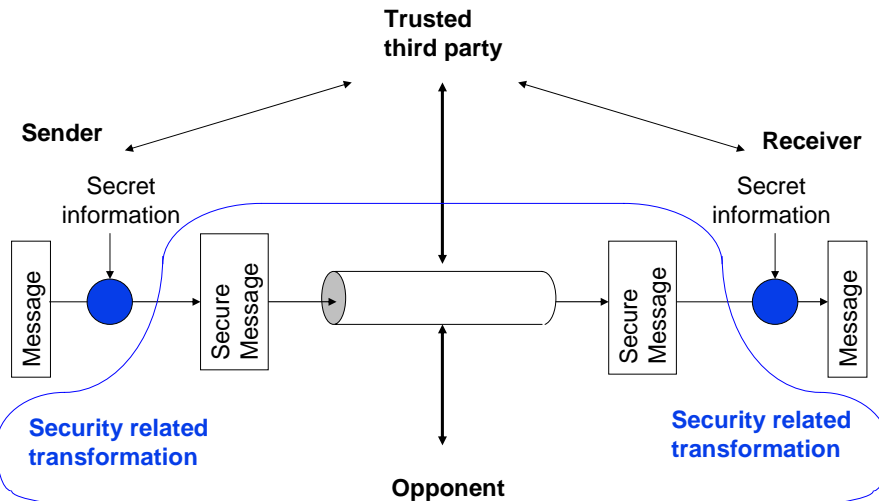 Trusted
third party
Sender
Receiver
Secret
information
Secret
information
Message
Secure
Message
Secure
Message
Message
Security related
transformation
Security related
transformation
Opponent